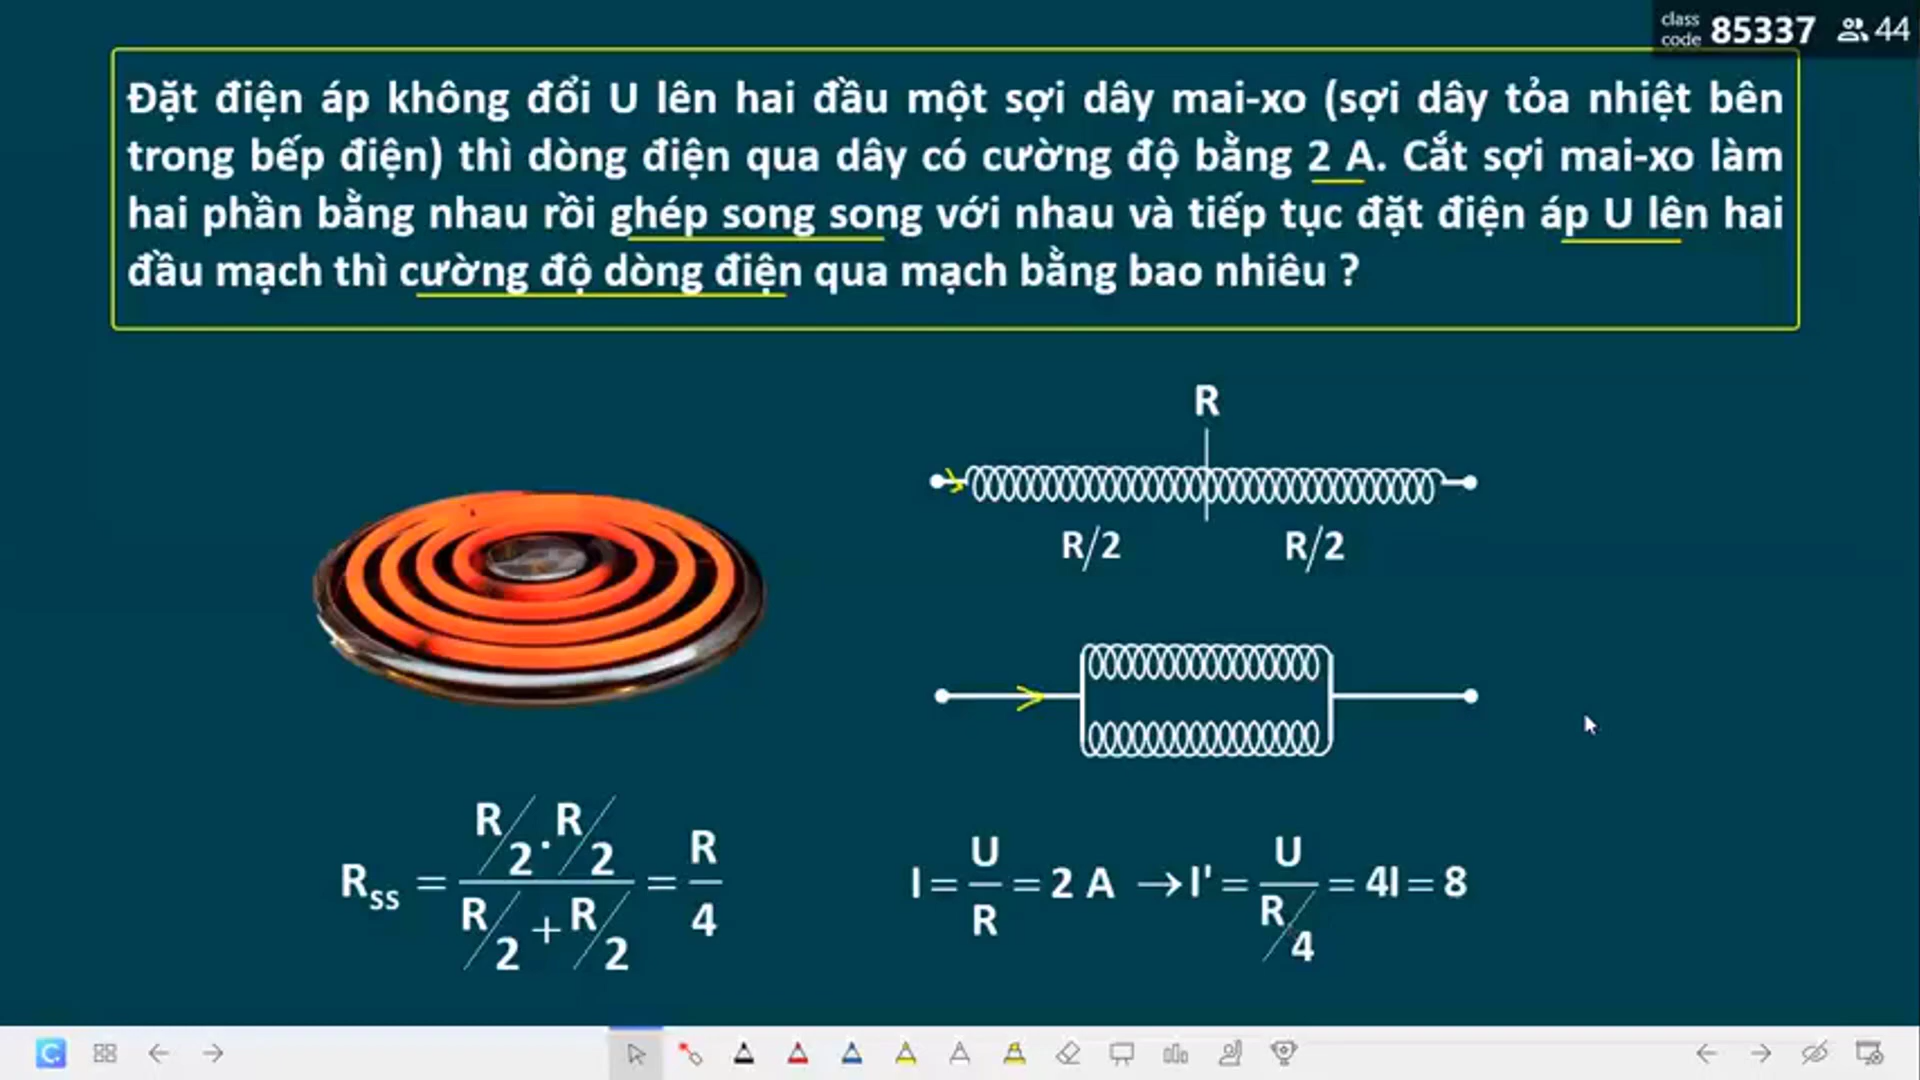 class code 85337 44
Đặt điện áp không đổi U lên hai đầu một sợi dây mai-xo (sợi dây tỏa nhiệt bên
trong bếp điện) thì dòng điện qua dây có cường độ bằng 2 A. Cắt sợi mai-xo làm
hai phần bằng nhau rồi ghép song song với nhau và tiếp tục đặt điện áp U lên hai
đầu mạch thì cường độ dòng điện qua mạch bằng bao nhiêu ?
R
R/2 R/2
Rss = (R/2 . R/2) / (R/2 + R/2) = R/4
I = U/R = 2 A → I' = U/(R/4) = 4I = 8